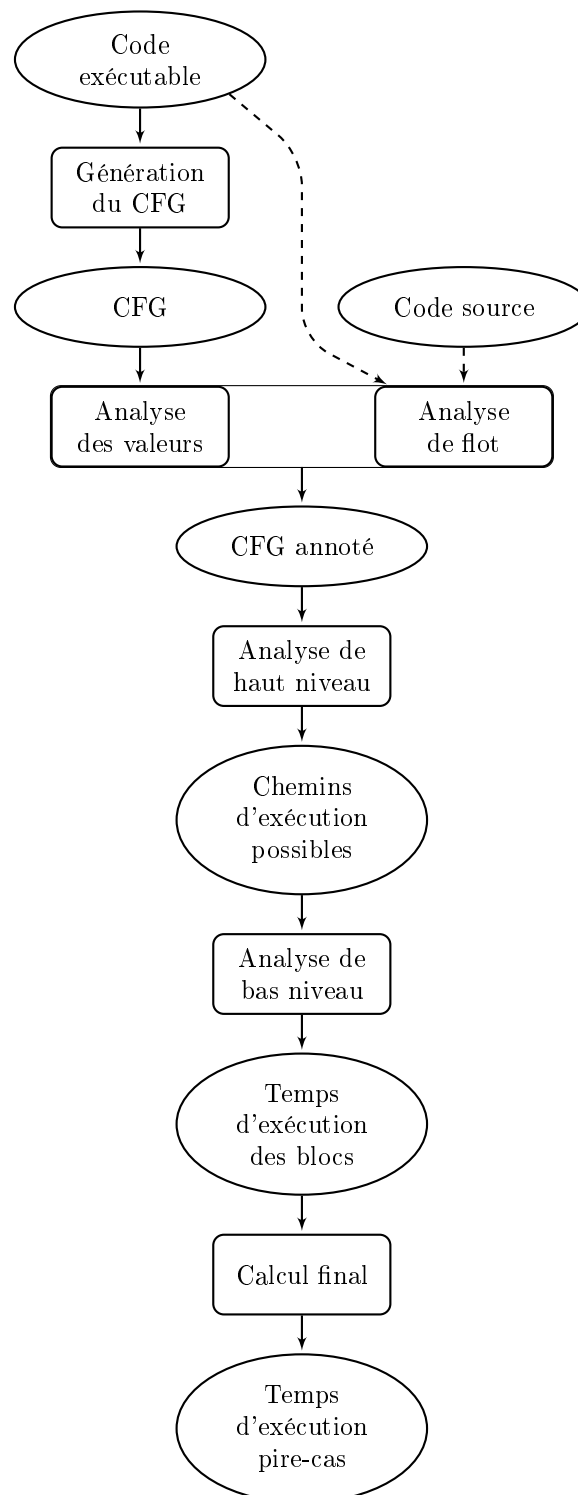 Code
exécutable
Génération
du CFG
CFG
Code source
Analyse
des valeurs
Analyse
de flot
CFG annoté
Analyse de
haut niveau
Chemins
d'exécution
possibles
Analyse de
bas niveau
Temps
d'exécution
des blocs
Calcul final
Temps
d'exécution
pire-cas